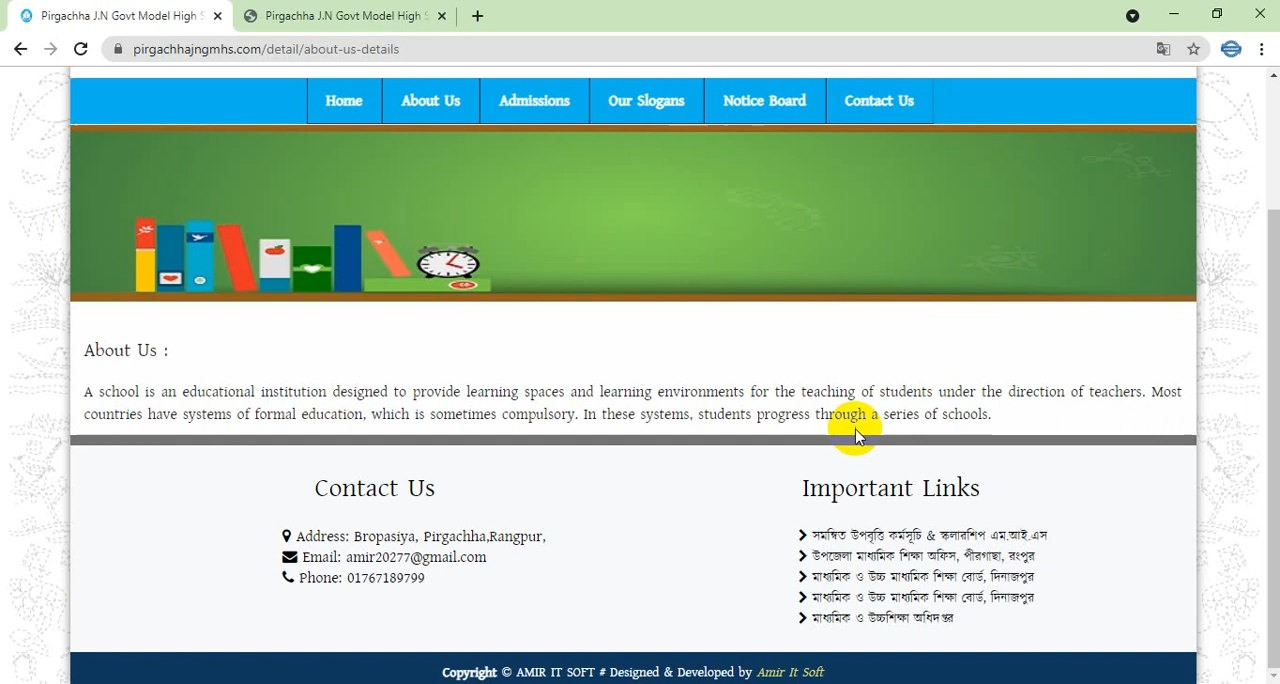 Pirgachha J.N Govt Model High S
Pirgachha J.N Govt Model High S
pirgachhajngmhs.com/detail/about-us-details
Home About Us Admissions Our Slogans Notice Board Contact Us
About Us :
A school is an educational institution designed to provide learning spaces and learning environments for the teaching of students under the direction of teachers. Most
countries have systems of formal education, which is sometimes compulsory. In these systems, students progress through a series of schools.
Contact Us
Address: Bropasiya, Pirgachha,Rangpur,
Email: amir20277@gmail.com
Phone: 01767189799
Important Links
সমন্বিত উপবৃত্তি কর্মসূচি & স্কলারশিপ এম.আই.এস
উপজেলা মাধ্যমিক শিক্ষা অফিস, পীরগাছা, রংপুর
মাধ্যমিক ও উচ্চ মাধ্যমিক শিক্ষা বোর্ড, দিনাজপুর
মাধ্যমিক ও উচ্চ মাধ্যমিক শিক্ষা বোর্ড, দিনাজপুর
মাধ্যমিক ও উচ্চশিক্ষা অধিদপ্তর
Copyright © AMIR IT SOFT # Designed & Developed by Amir It Soft